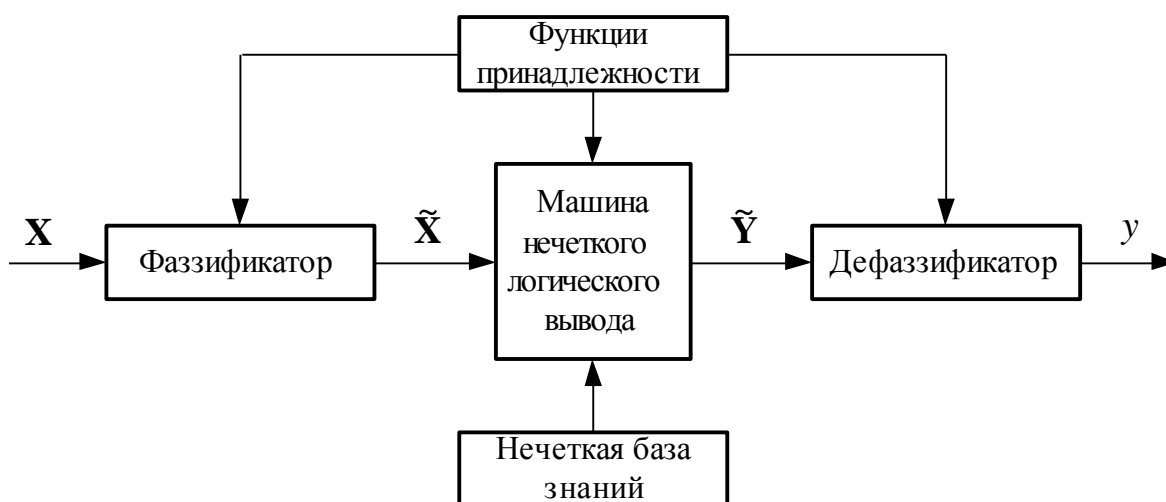 Функции
принадлежности
X
Фаззификатор
X̃
Машина
нечеткого
логического
вывода
Ỹ
Дефаззификатор
y
Нечеткая база
знаний